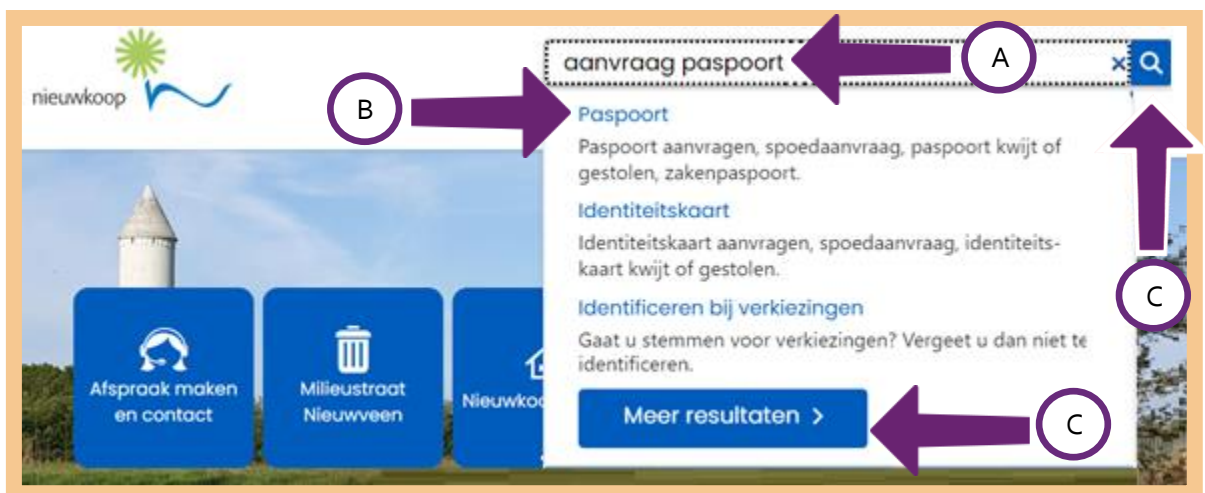 nieuwkoop
aanvraag paspoort
A
B
Paspoort
Paspoort aanvragen, spoedaanvraag, paspoort kwijt of
gestolen, zakenpaspoort.
Identiteitskaart
Identiteitskaart aanvragen, spoedaanvraag, identiteits-
kaart kwijt of gestolen.
C
Identificeren bij verkiezingen
Gaat u stemmen voor verkiezingen? Vergeet u dan niet te
identificeren.
Meer resultaten
C
Afspraak maken
en contact
Milieustraat
Nieuwveen